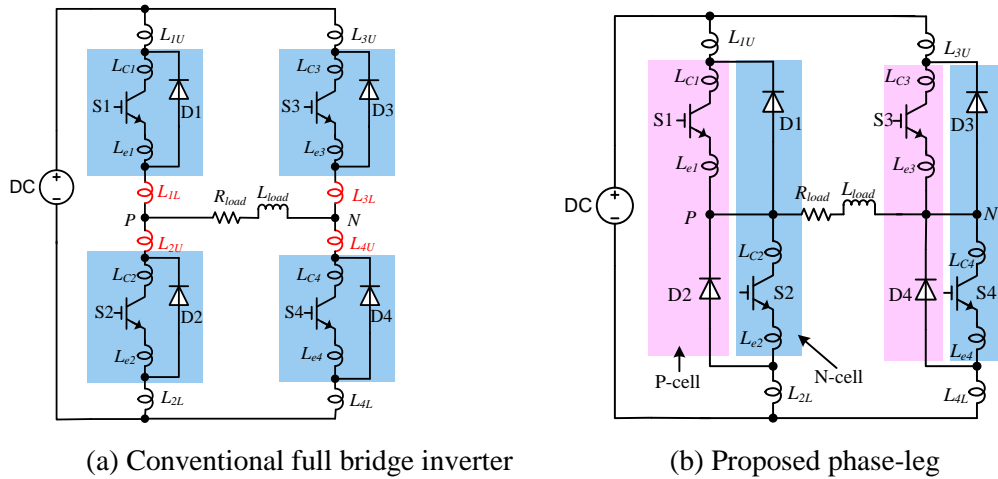 L1U
L3U
LC1
S1
D1
Le1
LC3
S3
D3
Le3
DC
L1L
L3L
P
Rload
Lload
N
L2U
L4U
LC2
S2
D2
Le2
LC4
S4
D4
Le4
L2L
L4L
(a) Conventional full bridge inverter
L1U
L3U
LC1
S1
D1
Le1
LC3
S3
D3
Le3
DC
Rload
Lload
P
N
LC2
LC4
D2
S2
D4
S4
Le2
Le4
P-cell
N-cell
L2L
L4L
(b) Proposed phase-leg